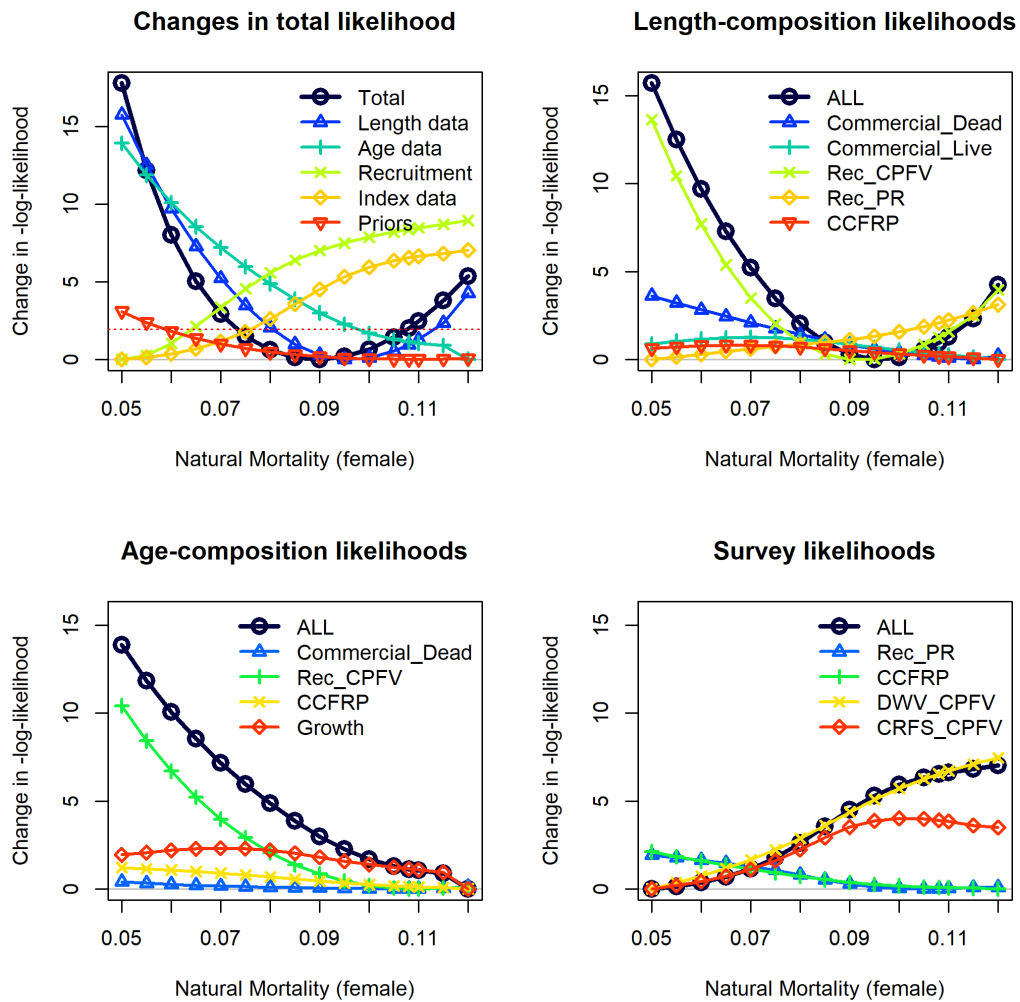 Changes in total likelihood
Change in -log-likelihood
15
10
5
0
Total
Length data
Age data
Recruitment
Index data
Priors
0.05
0.07
0.09
0.11
Natural Mortality (female)
Length-composition likelihoods
Change in -log-likelihood
15
10
5
0
ALL
Commercial_Dead
Commercial_Live
Rec_CPFV
Rec_PR
CCFRP
0.05
0.07
0.09
0.11
Natural Mortality (female)
Age-composition likelihoods
Change in -log-likelihood
15
10
5
0
ALL
Commercial_Dead
Rec_CPFV
CCFRP
Growth
0.05
0.07
0.09
0.11
Natural Mortality (female)
Survey likelihoods
Change in -log-likelihood
15
10
5
0
ALL
Rec_PR
CCFRP
DWV_CPFV
CRFS_CPFV
0.05
0.07
0.09
0.11
Natural Mortality (female)